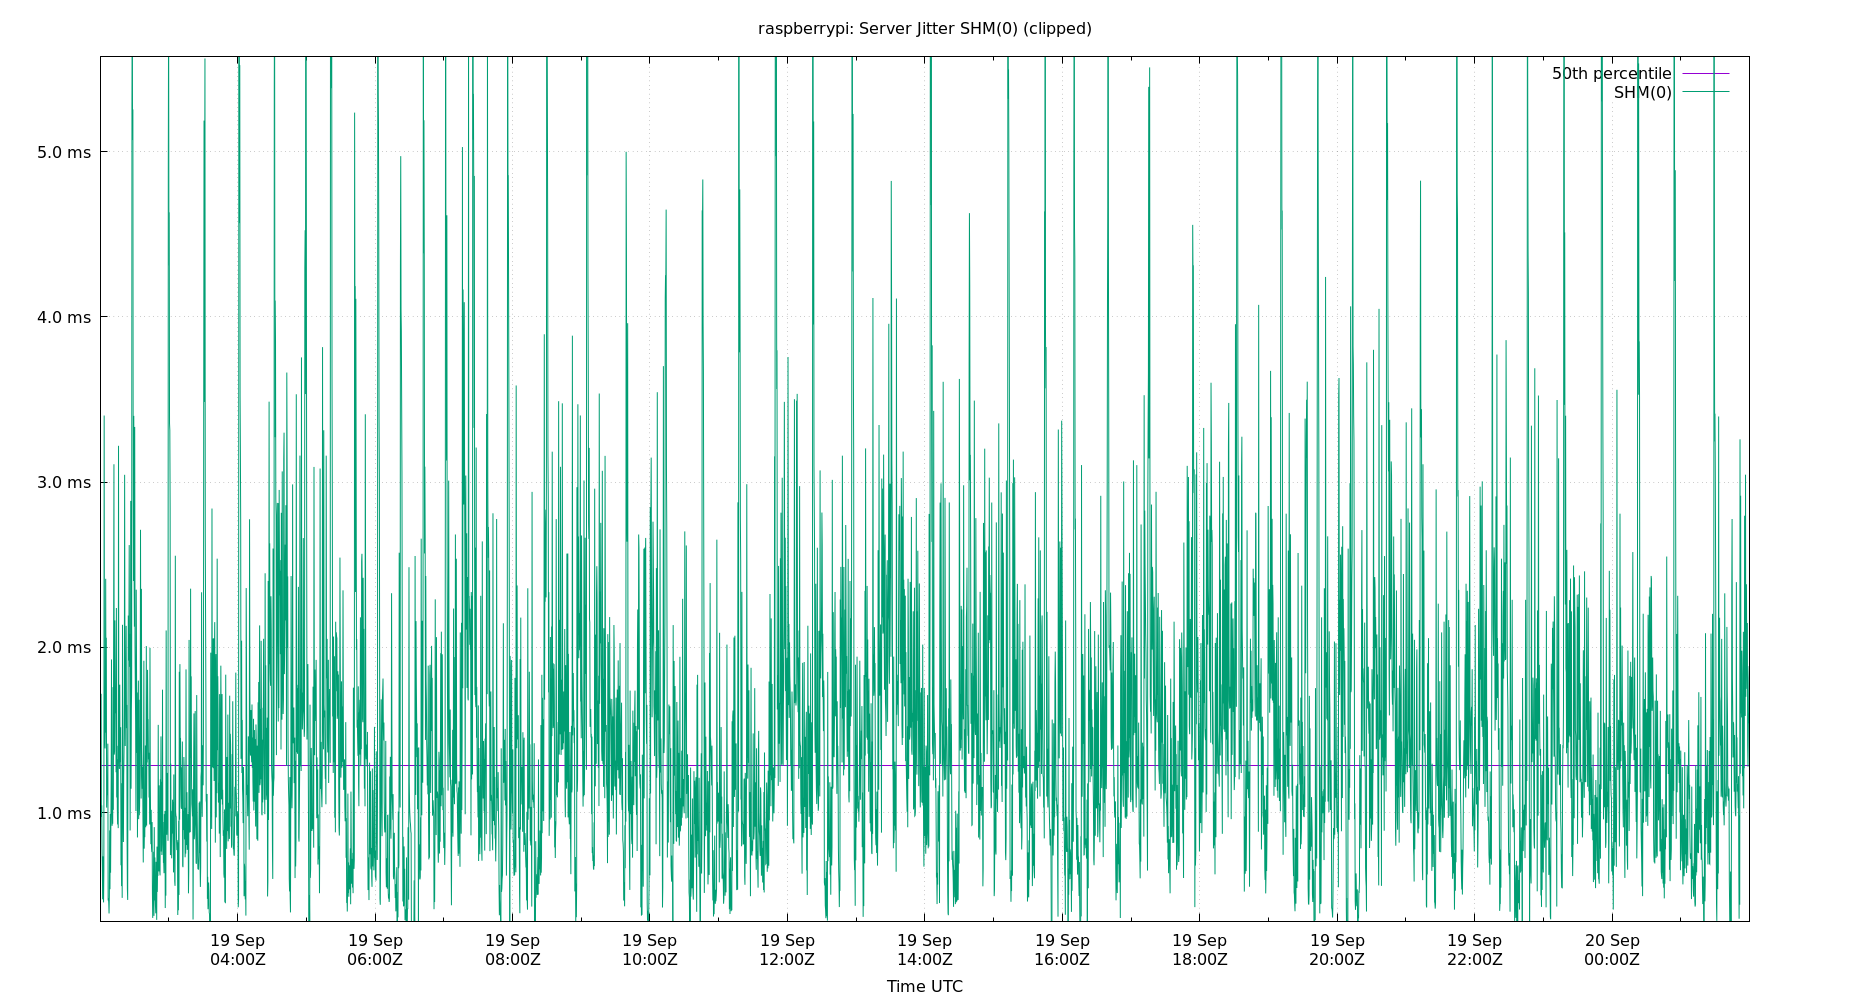 raspberrypi: Server Jitter SHM(0) (clipped)
50th percentile
SHM(0)
5.0 ms
4.0 ms
3.0 ms
2.0 ms
1.0 ms
19 Sep 19 Sep 19 Sep 19 Sep 19 Sep 19 Sep 19 Sep 19 Sep 19 Sep 19 Sep 20 Sep
04:00Z 06:00Z 08:00Z 10:00Z 12:00Z 14:00Z 16:00Z 18:00Z 20:00Z 22:00Z 00:00Z
Time UTC